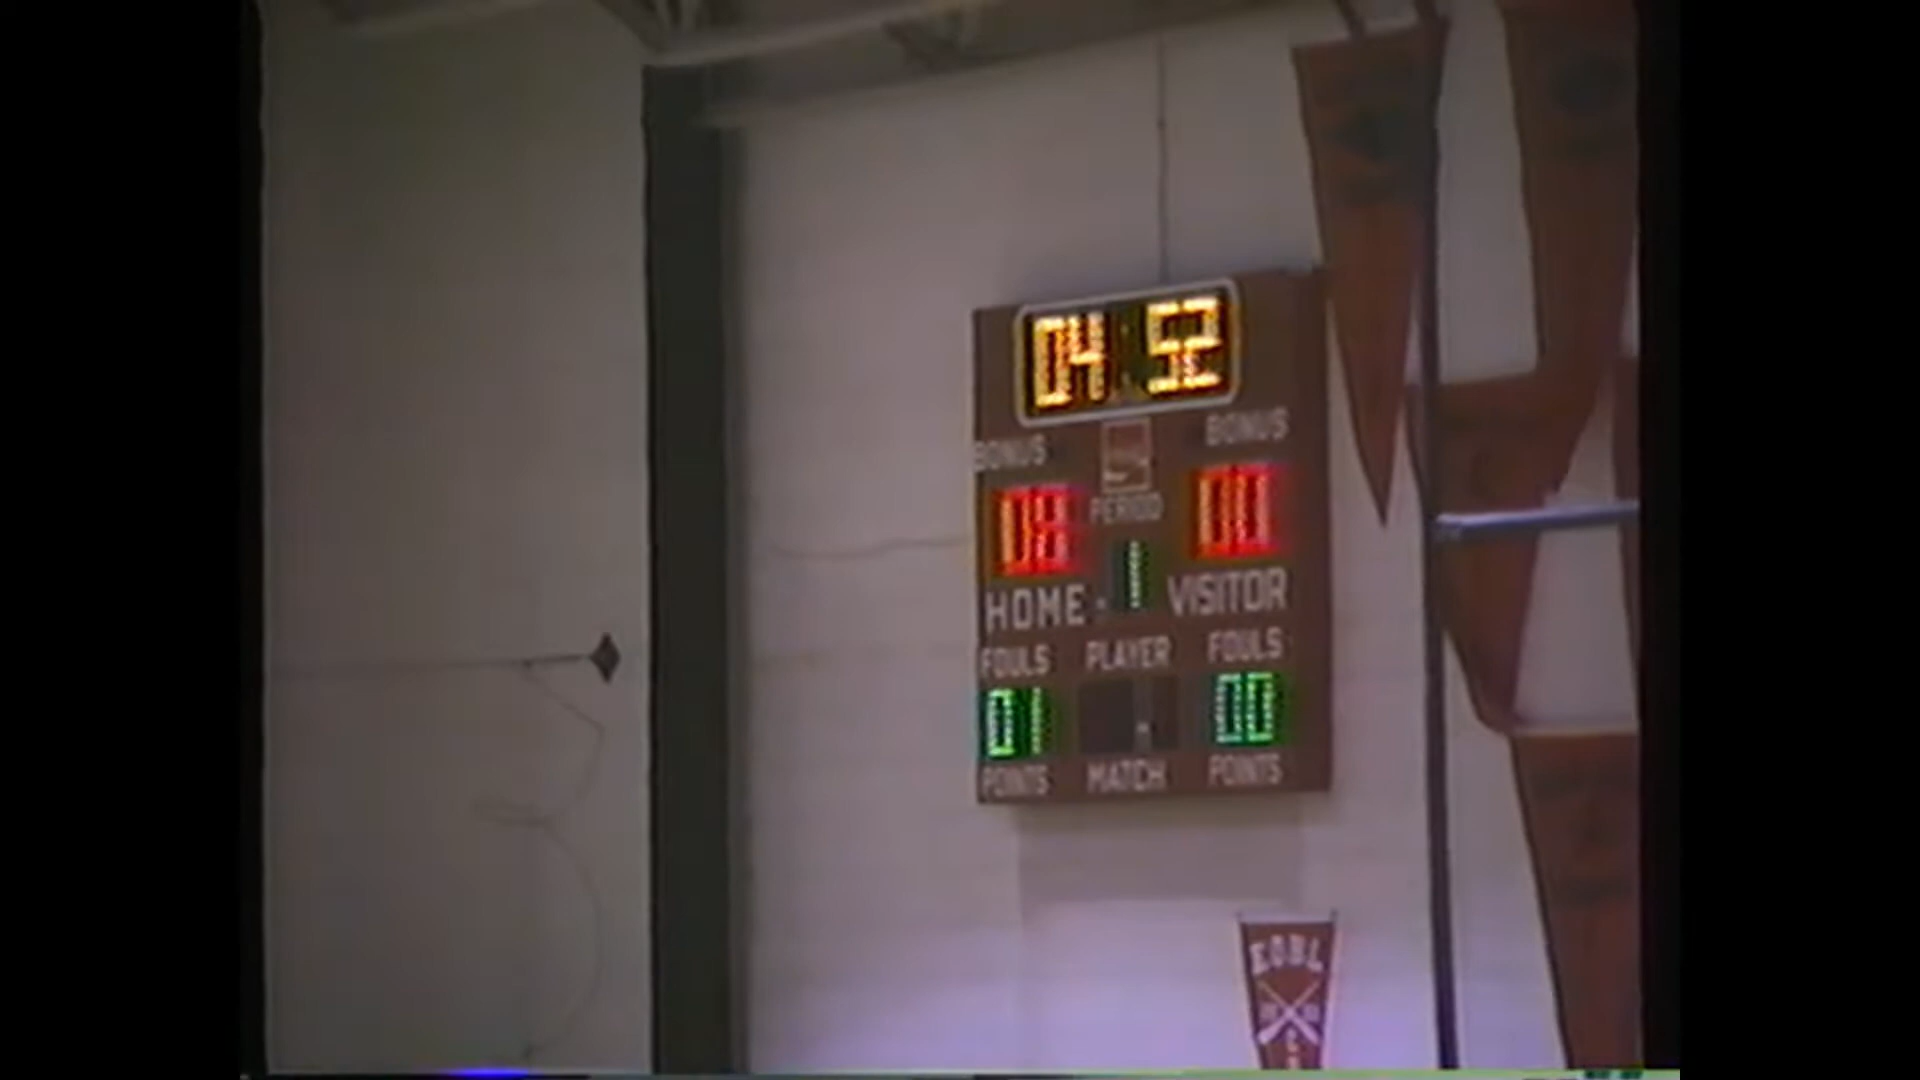 04:52
BONUS BONUS
PERIOD
08 1 00
HOME VISITOR
FOULS PLAYER FOULS
01 00
POINTS MATCH POINTS
EOBL